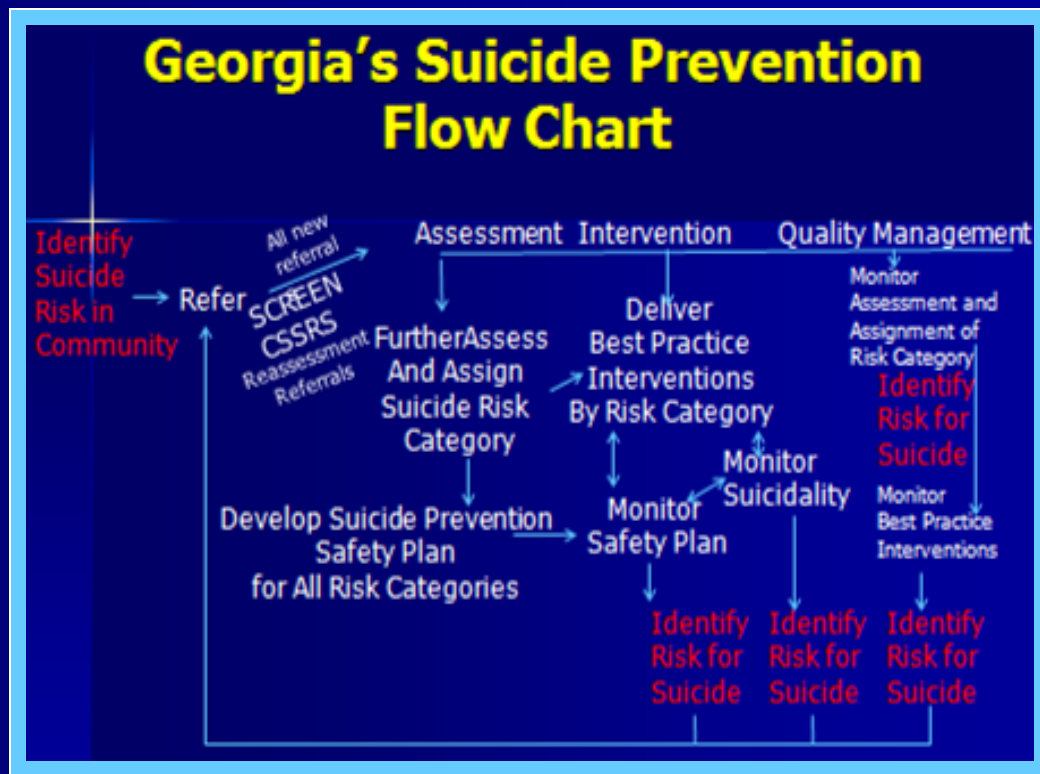 Georgia's Suicide Prevention
Flow Chart
Identify
Suicide
Risk in
Community
Refer
All new
referral
SCREEN
CSSRS
Reassessment
Referrals
Assessment
FurtherAssess
And Assign
Suicide Risk
Category
Develop Suicide Prevention
Safety Plan
for All Risk Categories
Intervention
Deliver
Best Practice
Interventions
By Risk Category
Monitor
Suicidality
Monitor
Safety Plan
Quality Management
Monitor
Assessment and
Assignment of
Risk Category
Identify
Risk for
Suicide
Monitor
Best Practice
Interventions
Identify
Risk for
Suicide
Identify
Risk for
Suicide
Identify
Risk for
Suicide